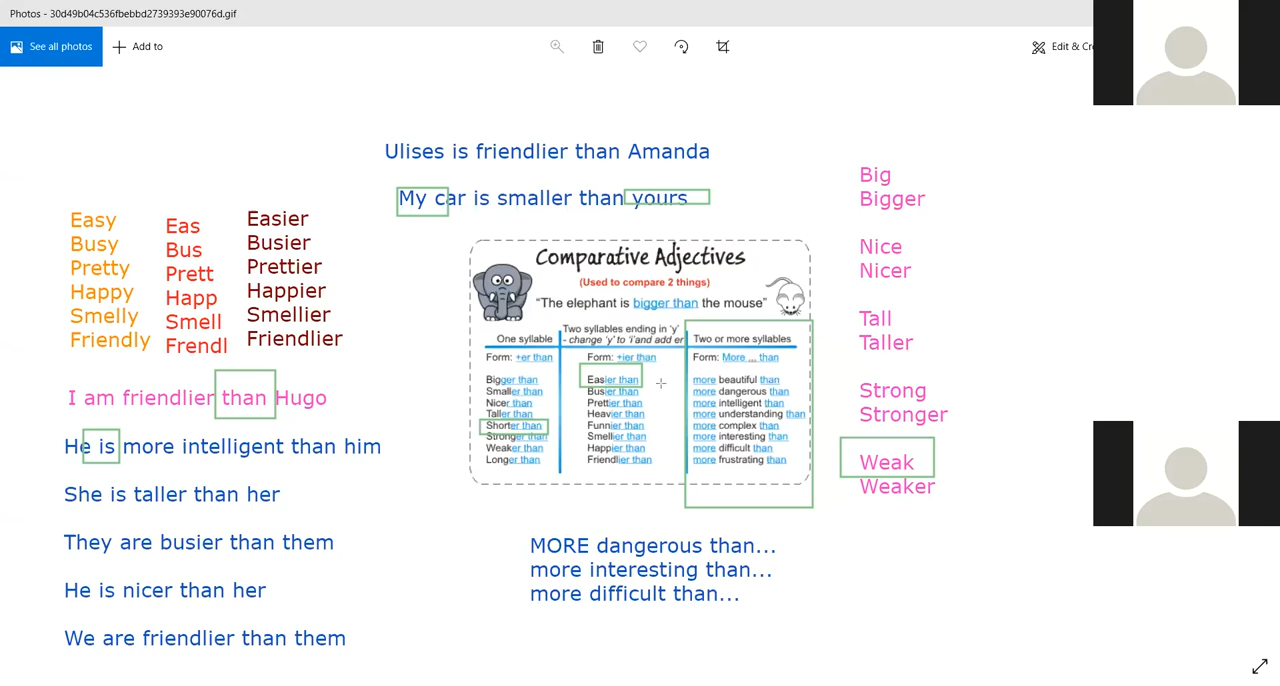 Photos - 30d49b04c536fbebbd2739393e90076d.gif
See all photos
Add to
Edit & Cr
Ulises is friendlier than Amanda
My car is smaller than yours
Easy
Busy
Pretty
Happy
Smelly
Friendly
Eas
Bus
Prett
Happ
Smell
Frendl
Easier
Busier
Prettier
Happier
Smellier
Friendlier
I am friendlier than Hugo
He is more intelligent than him
She is taller than her
They are busier than them
He is nicer than her
We are friendlier than them
Comparative Adjectives
(Used to compare 2 things)
"The elephant is bigger than the mouse"
One syllable
Form: +er than
Bigger than
Smaller than
Nicer than
Taller than
Shorter than
Stronger than
Weaker than
Longer than
Two syllables ending in 'y'
- change 'y' to 'i'and add er
Form: +ier than
Easier than
Busier than
Prettier than
Heavier than
Funnier than
Smellier than
Happier than
Friendlier than
Two or more syllables
Form: More ... than
more beautiful than
more dangerous than
more intelligent than
more understanding than
more complex than
more interesting than
more difficult than
more frustrating than
MORE dangerous than...
more interesting than...
more difficult than...
Big
Bigger
Nice
Nicer
Tall
Taller
Strong
Stronger
Weak
Weaker